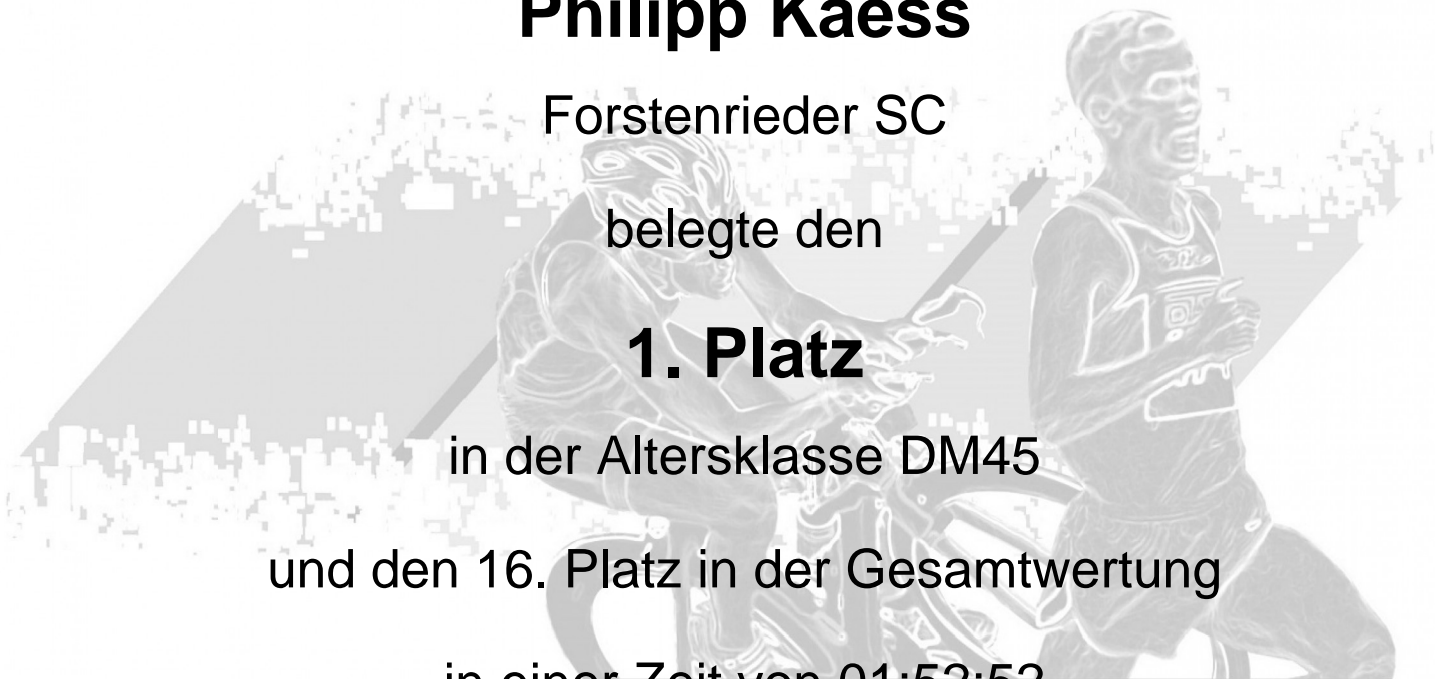 Philipp Kaess
Forstenrieder SC
belegte den
1. Platz
in der Altersklasse DM45
und den 16. Platz in der Gesamtwertung
in einer Zeit von